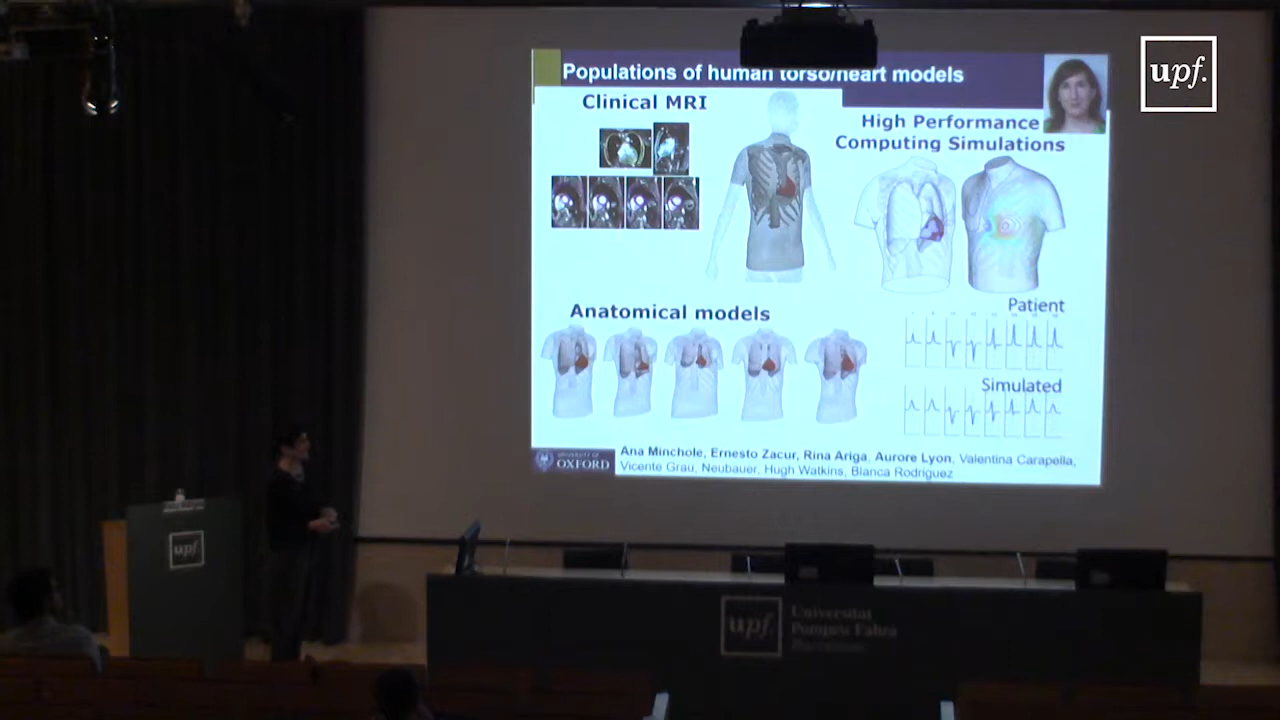 Populations of human torso/heart models
Clinical MRI
High Performance
Computing Simulations
Anatomical models
Patient
Simulated
UNIVERSITY OF
OXFORD
Ana Minchole, Ernesto Zacur, Rina Ariga, Aurore Lyon, Valentina Carapella,
Vicente Grau, Neubauer, Hugh Watkins, Blanca Rodriguez
upf.
upf.
upf.
Universitat
Pompeu Fabra
Barcelona